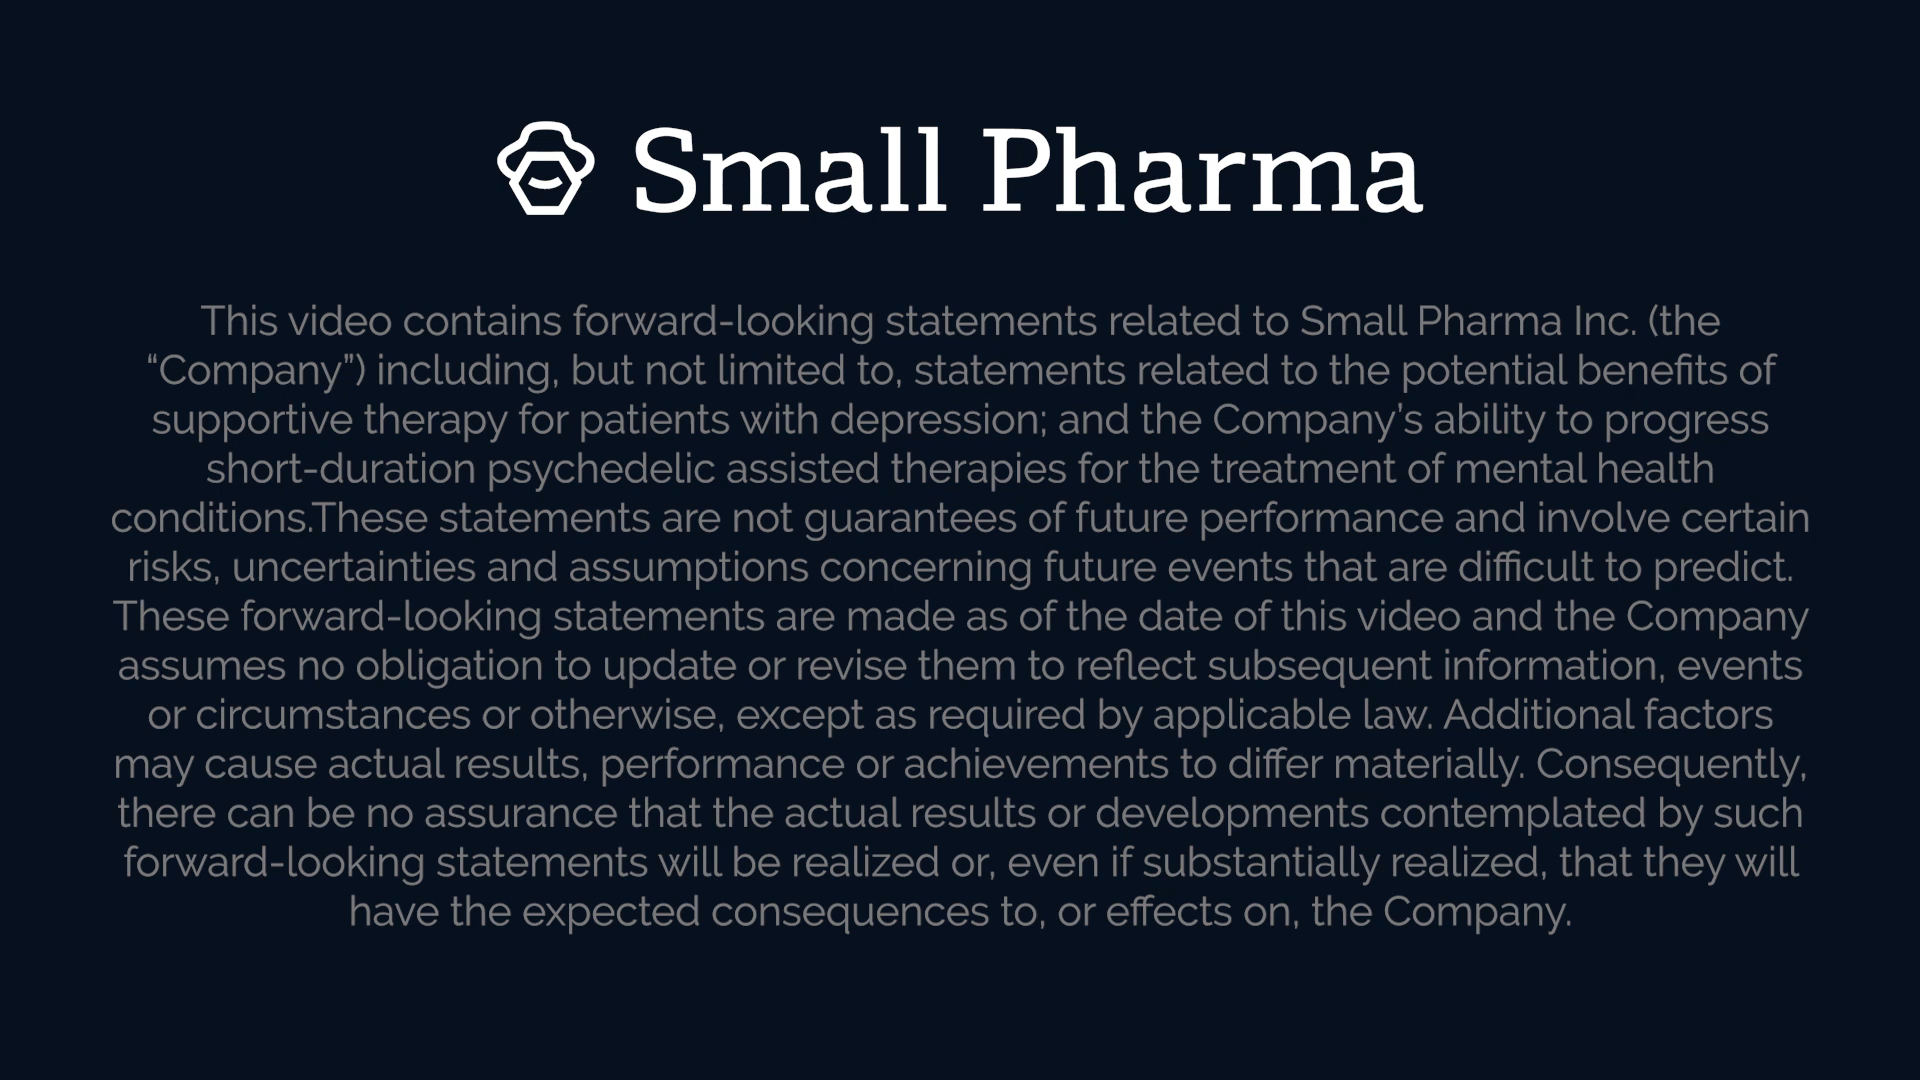 Small Pharma
This video contains forward-looking statements related to Small Pharma Inc. (the
“Company”) including, but not limited to, statements related to the potential benefits of
supportive therapy for patients with depression; and the Company’s ability to progress
short-duration psychedelic assisted therapies for the treatment of mental health
conditions.These statements are not guarantees of future performance and involve certain
risks, uncertainties and assumptions concerning future events that are difficult to predict.
These forward-looking statements are made as of the date of this video and the Company
assumes no obligation to update or revise them to reflect subsequent information, events
or circumstances or otherwise, except as required by applicable law. Additional factors
may cause actual results, performance or achievements to differ materially. Consequently,
there can be no assurance that the actual results or developments contemplated by such
forward-looking statements will be realized or, even if substantially realized, that they will
have the expected consequences to, or effects on, the Company.